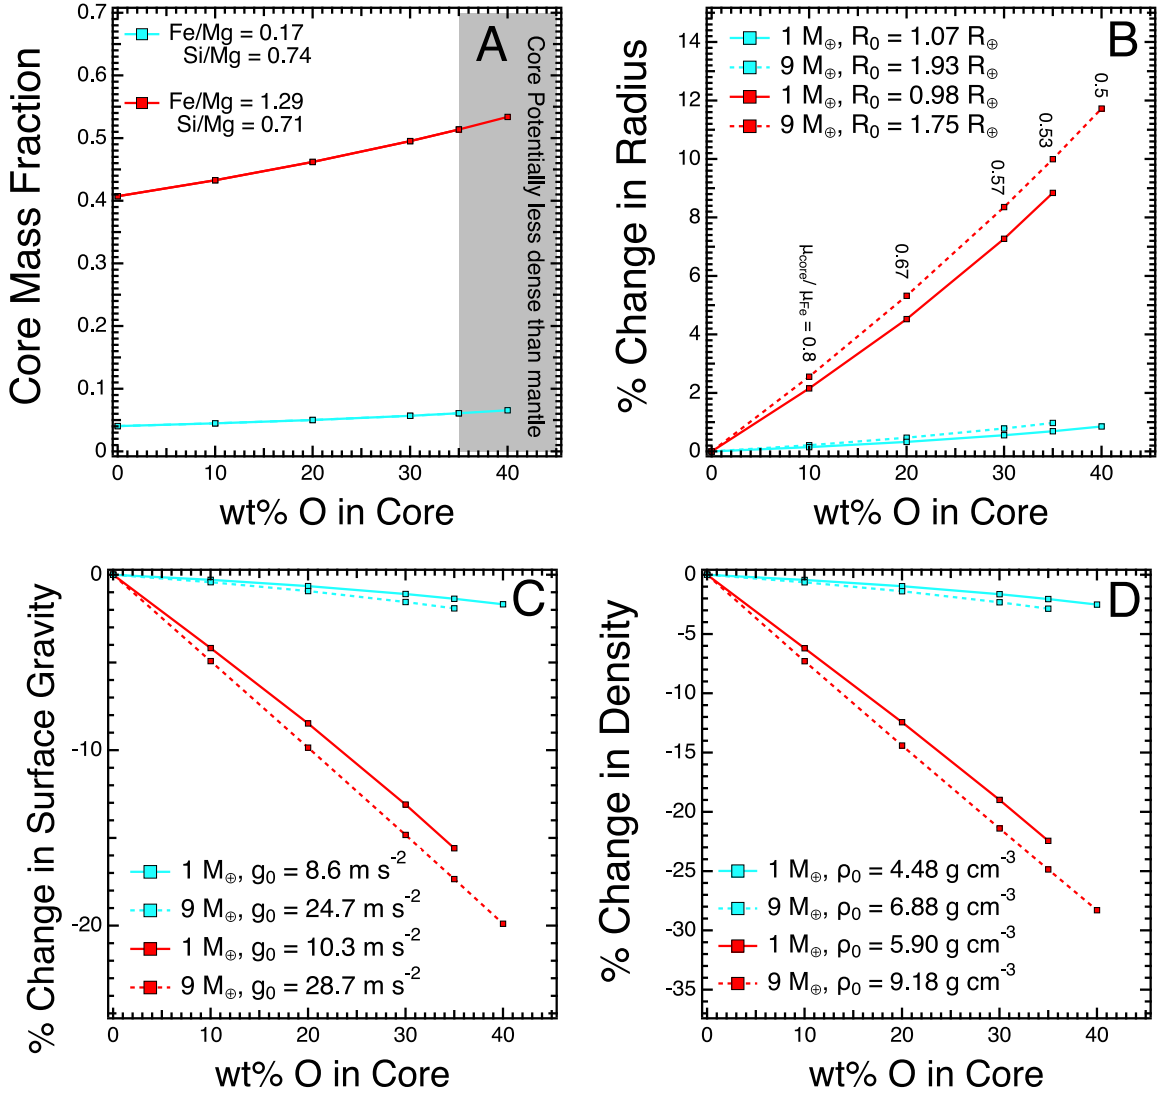 A
Core Mass Fraction
0.7
0.6
0.5
0.4
0.3
0.2
0.1
0
Fe/Mg = 0.17
Si/Mg = 0.74
Fe/Mg = 1.29
Si/Mg = 0.71
Core Potentially less dense than mantle
0 10 20 30 40
wt% O in Core
B
% Change in Radius
14
12
10
8
6
4
2
0
1 M⊕, R₀ = 1.07 R⊕
9 M⊕, R₀ = 1.93 R⊕
1 M⊕, R₀ = 0.98 R⊕
9 M⊕, R₀ = 1.75 R⊕
μcore/ μFe = 0.8
0.67
0.57
0.53
0.5
0 10 20 30 40
wt% O in Core
C
% Change in Surface Gravity
0
-10
-20
1 M⊕, g₀ = 8.6 m s⁻²
9 M⊕, g₀ = 24.7 m s⁻²
1 M⊕, g₀ = 10.3 m s⁻²
9 M⊕, g₀ = 28.7 m s⁻²
0 10 20 30 40
wt% O in Core
D
% Change in Density
0
-5
-10
-15
-20
-25
-30
-35
1 M⊕, ρ₀ = 4.48 g cm⁻³
9 M⊕, ρ₀ = 6.88 g cm⁻³
1 M⊕, ρ₀ = 5.90 g cm⁻³
9 M⊕, ρ₀ = 9.18 g cm⁻³
0 10 20 30 40
wt% O in Core